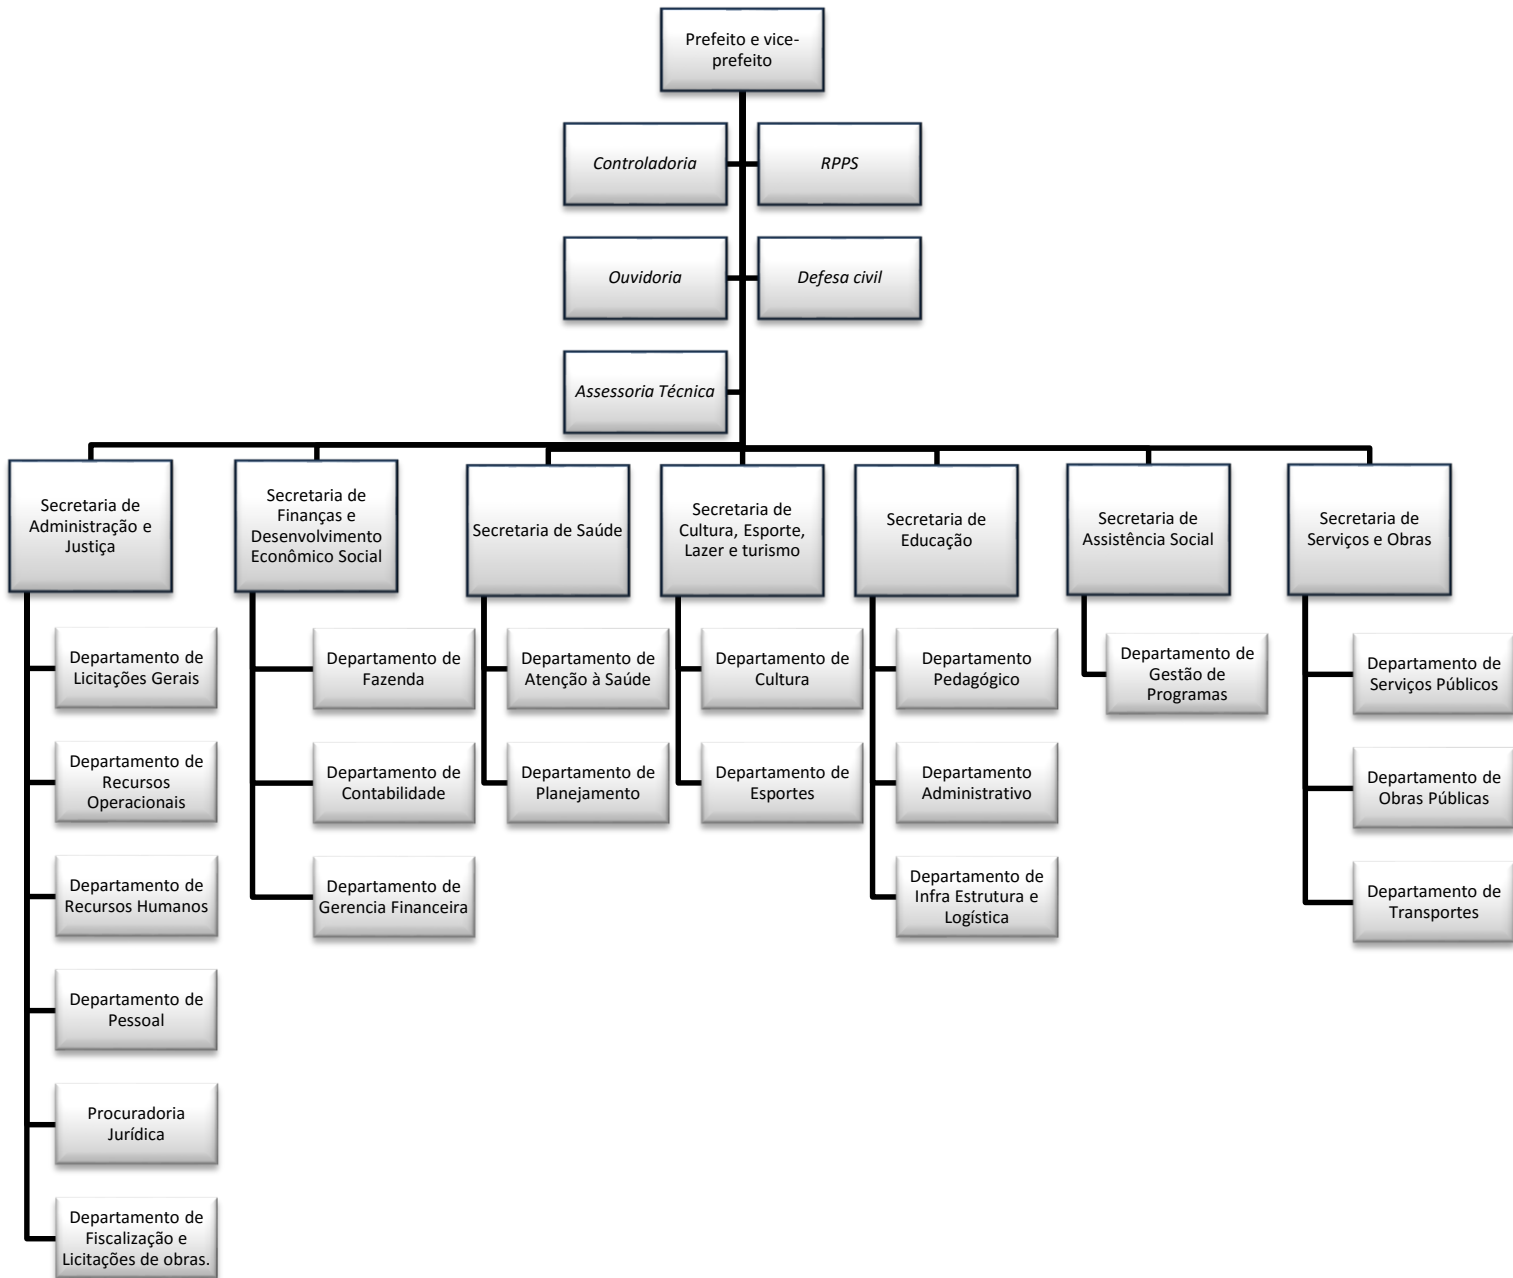 Prefeito e vice-
prefeito
Controladoria
RPPS
Ouvidoria
Defesa civil
Assessoria Técnica
Secretaria de
Administração e
Justiça
Secretaria de
Finanças e
Desenvolvimento
Econômico Social
Secretaria de Saúde
Secretaria de
Cultura, Esporte,
Lazer e turismo
Secretaria de
Educação
Secretaria de
Assistência Social
Secretaria de
Serviços e Obras
Departamento de
Licitações Gerais
Departamento de
Recursos
Operacionais
Departamento de
Recursos Humanos
Departamento de
Pessoal
Procuradoria
Jurídica
Departamento de
Fiscalização e
Licitações de obras.
Departamento de
Fazenda
Departamento de
Contabilidade
Departamento de
Gerencia Financeira
Departamento de
Atenção à Saúde
Departamento de
Planejamento
Departamento de
Cultura
Departamento de
Esportes
Departamento
Pedagógico
Departamento
Administrativo
Departamento de
Infra Estrutura e
Logística
Departamento de
Gestão de
Programas
Departamento de
Serviços Públicos
Departamento de
Obras Públicas
Departamento de
Transportes